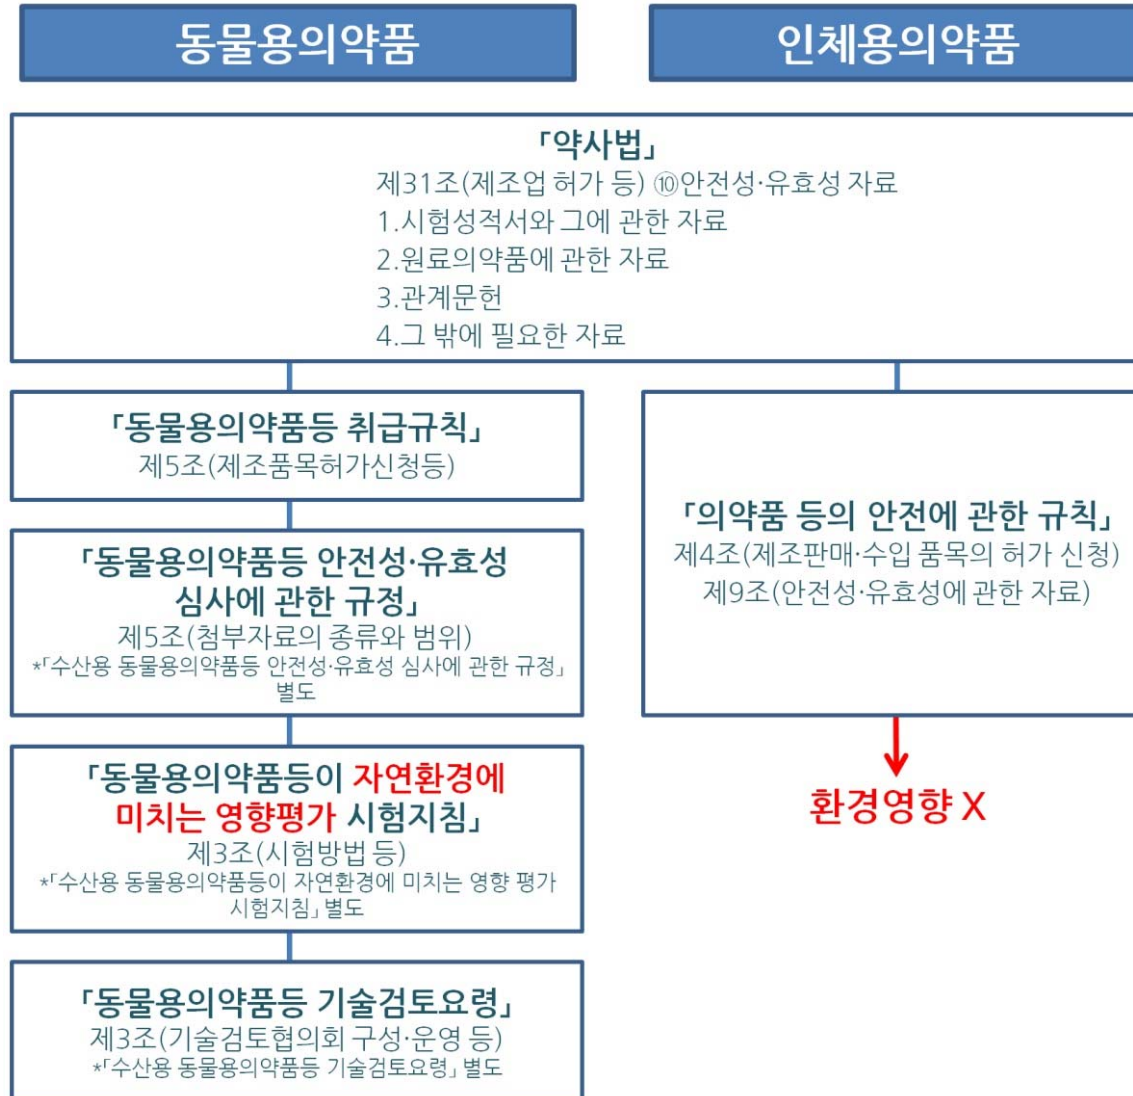 동물용의약품
인체용의약품
「약사법」
제31조(제조업 허가 등) ⑩안전성·유효성 자료
1.시험성적서와 그에 관한 자료
2.원료의약품에 관한 자료
3.관계문헌
4.그 밖에 필요한 자료
「동물용의약품등 취급규칙」
제5조(제조품목허가신청등)
「동물용의약품등 안전성·유효성
심사에 관한 규정」
제5조(첨부자료의 종류와 범위)
*「수산용 동물용의약품등 안전성·유효성 심사에 관한 규정」
별도
「동물용의약품등이 자연환경에
미치는 영향평가 시험지침」
제3조(시험방법 등)
*「수산용 동물용의약품등이 자연환경에 미치는 영향 평가
시험지침」 별도
「동물용의약품등 기술검토요령」
제3조(기술검토협의회 구성·운영 등)
*「수산용 동물용의약품등 기술검토요령」 별도
「의약품 등의 안전에 관한 규칙」
제4조(제조판매·수입 품목의 허가 신청)
제9조(안전성·유효성에 관한 자료)
환경영향 X